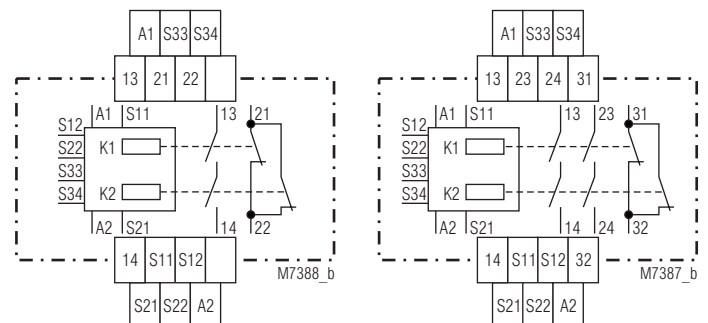 A1 S33 S34 A1 S33 S34
13 21 22 13 23 24 31
A1 S11 13 21 A1 S11 13 23 31
S12 S12
K1 K1
S22 S22
S33 S33
K2 K2
S34 S34
A2 S21 14 22 A2 S21 14 24 32
14 S11 S12 14 S11 S12 32
M7388_b M7387_b
S21 S22 A2 S21 S22 A2